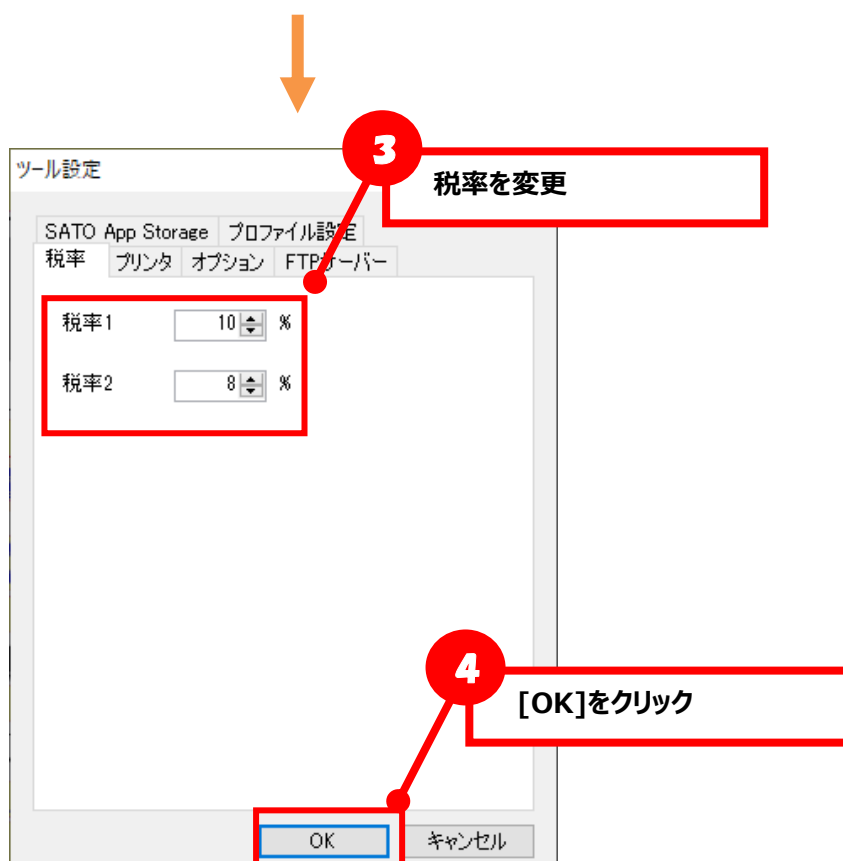 3
税率を変更
ツール設定
SATO App Storage プロファイル設定
税率 プリンタ オプション FTPサーバー
税率1 10 %
税率2 8 %
4
[OK]をクリック
OK キャンセル